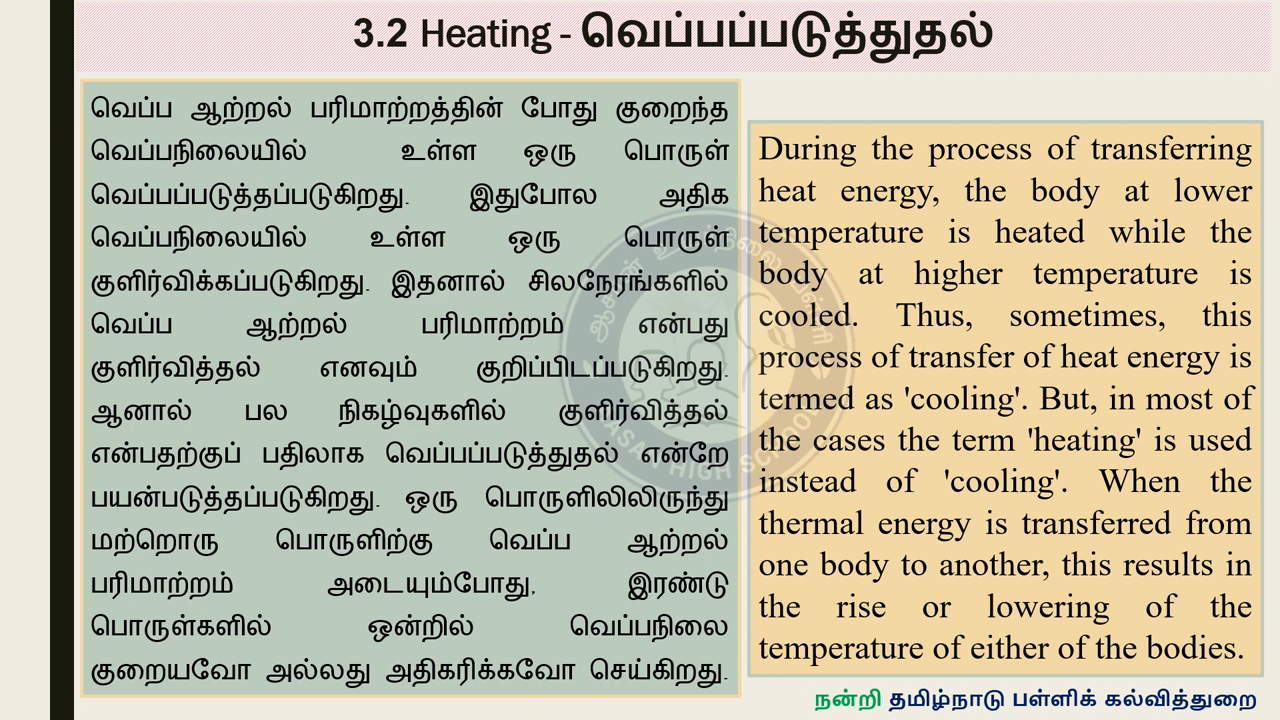 3.2 Heating - வெப்பப்படுத்துதல்
வெப்ப ஆற்றல் பரிமாற்றத்தின் போது குறைந்த
வெப்பநிலையில் உள்ள ஒரு பொருள்
வெப்பப்படுத்தப்படுகிறது. இதுபோல அதிக
வெப்பநிலையில் உள்ள ஒரு பொருள்
குளிர்விக்கப்படுகிறது. இதனால் சிலநேரங்களில்
வெப்ப ஆற்றல் பரிமாற்றம் என்பது
குளிர்வித்தல் எனவும் குறிப்பிடப்படுகிறது.
ஆனால் பல நிகழ்வுகளில் குளிர்வித்தல்
என்பதற்குப் பதிலாக வெப்பப்படுத்துதல் என்றே
பயன்படுத்தப்படுகிறது. ஒரு பொருளிலிலிருந்து
மற்றொரு பொருளிற்கு வெப்ப ஆற்றல்
பரிமாற்றம் அடையும்போது, இரண்டு
பொருள்களில் ஒன்றில் வெப்பநிலை
குறையவோ அல்லது அதிகரிக்கவோ செய்கிறது.
During the process of transferring
heat energy, the body at lower
temperature is heated while the
body at higher temperature is
cooled. Thus, sometimes, this
process of transfer of heat energy is
termed as 'cooling'. But, in most of
the cases the term 'heating' is used
instead of 'cooling'. When the
thermal energy is transferred from
one body to another, this results in
the rise or lowering of the
temperature of either of the bodies.
நன்றி தமிழ்நாடு பள்ளிக் கல்வித்துறை